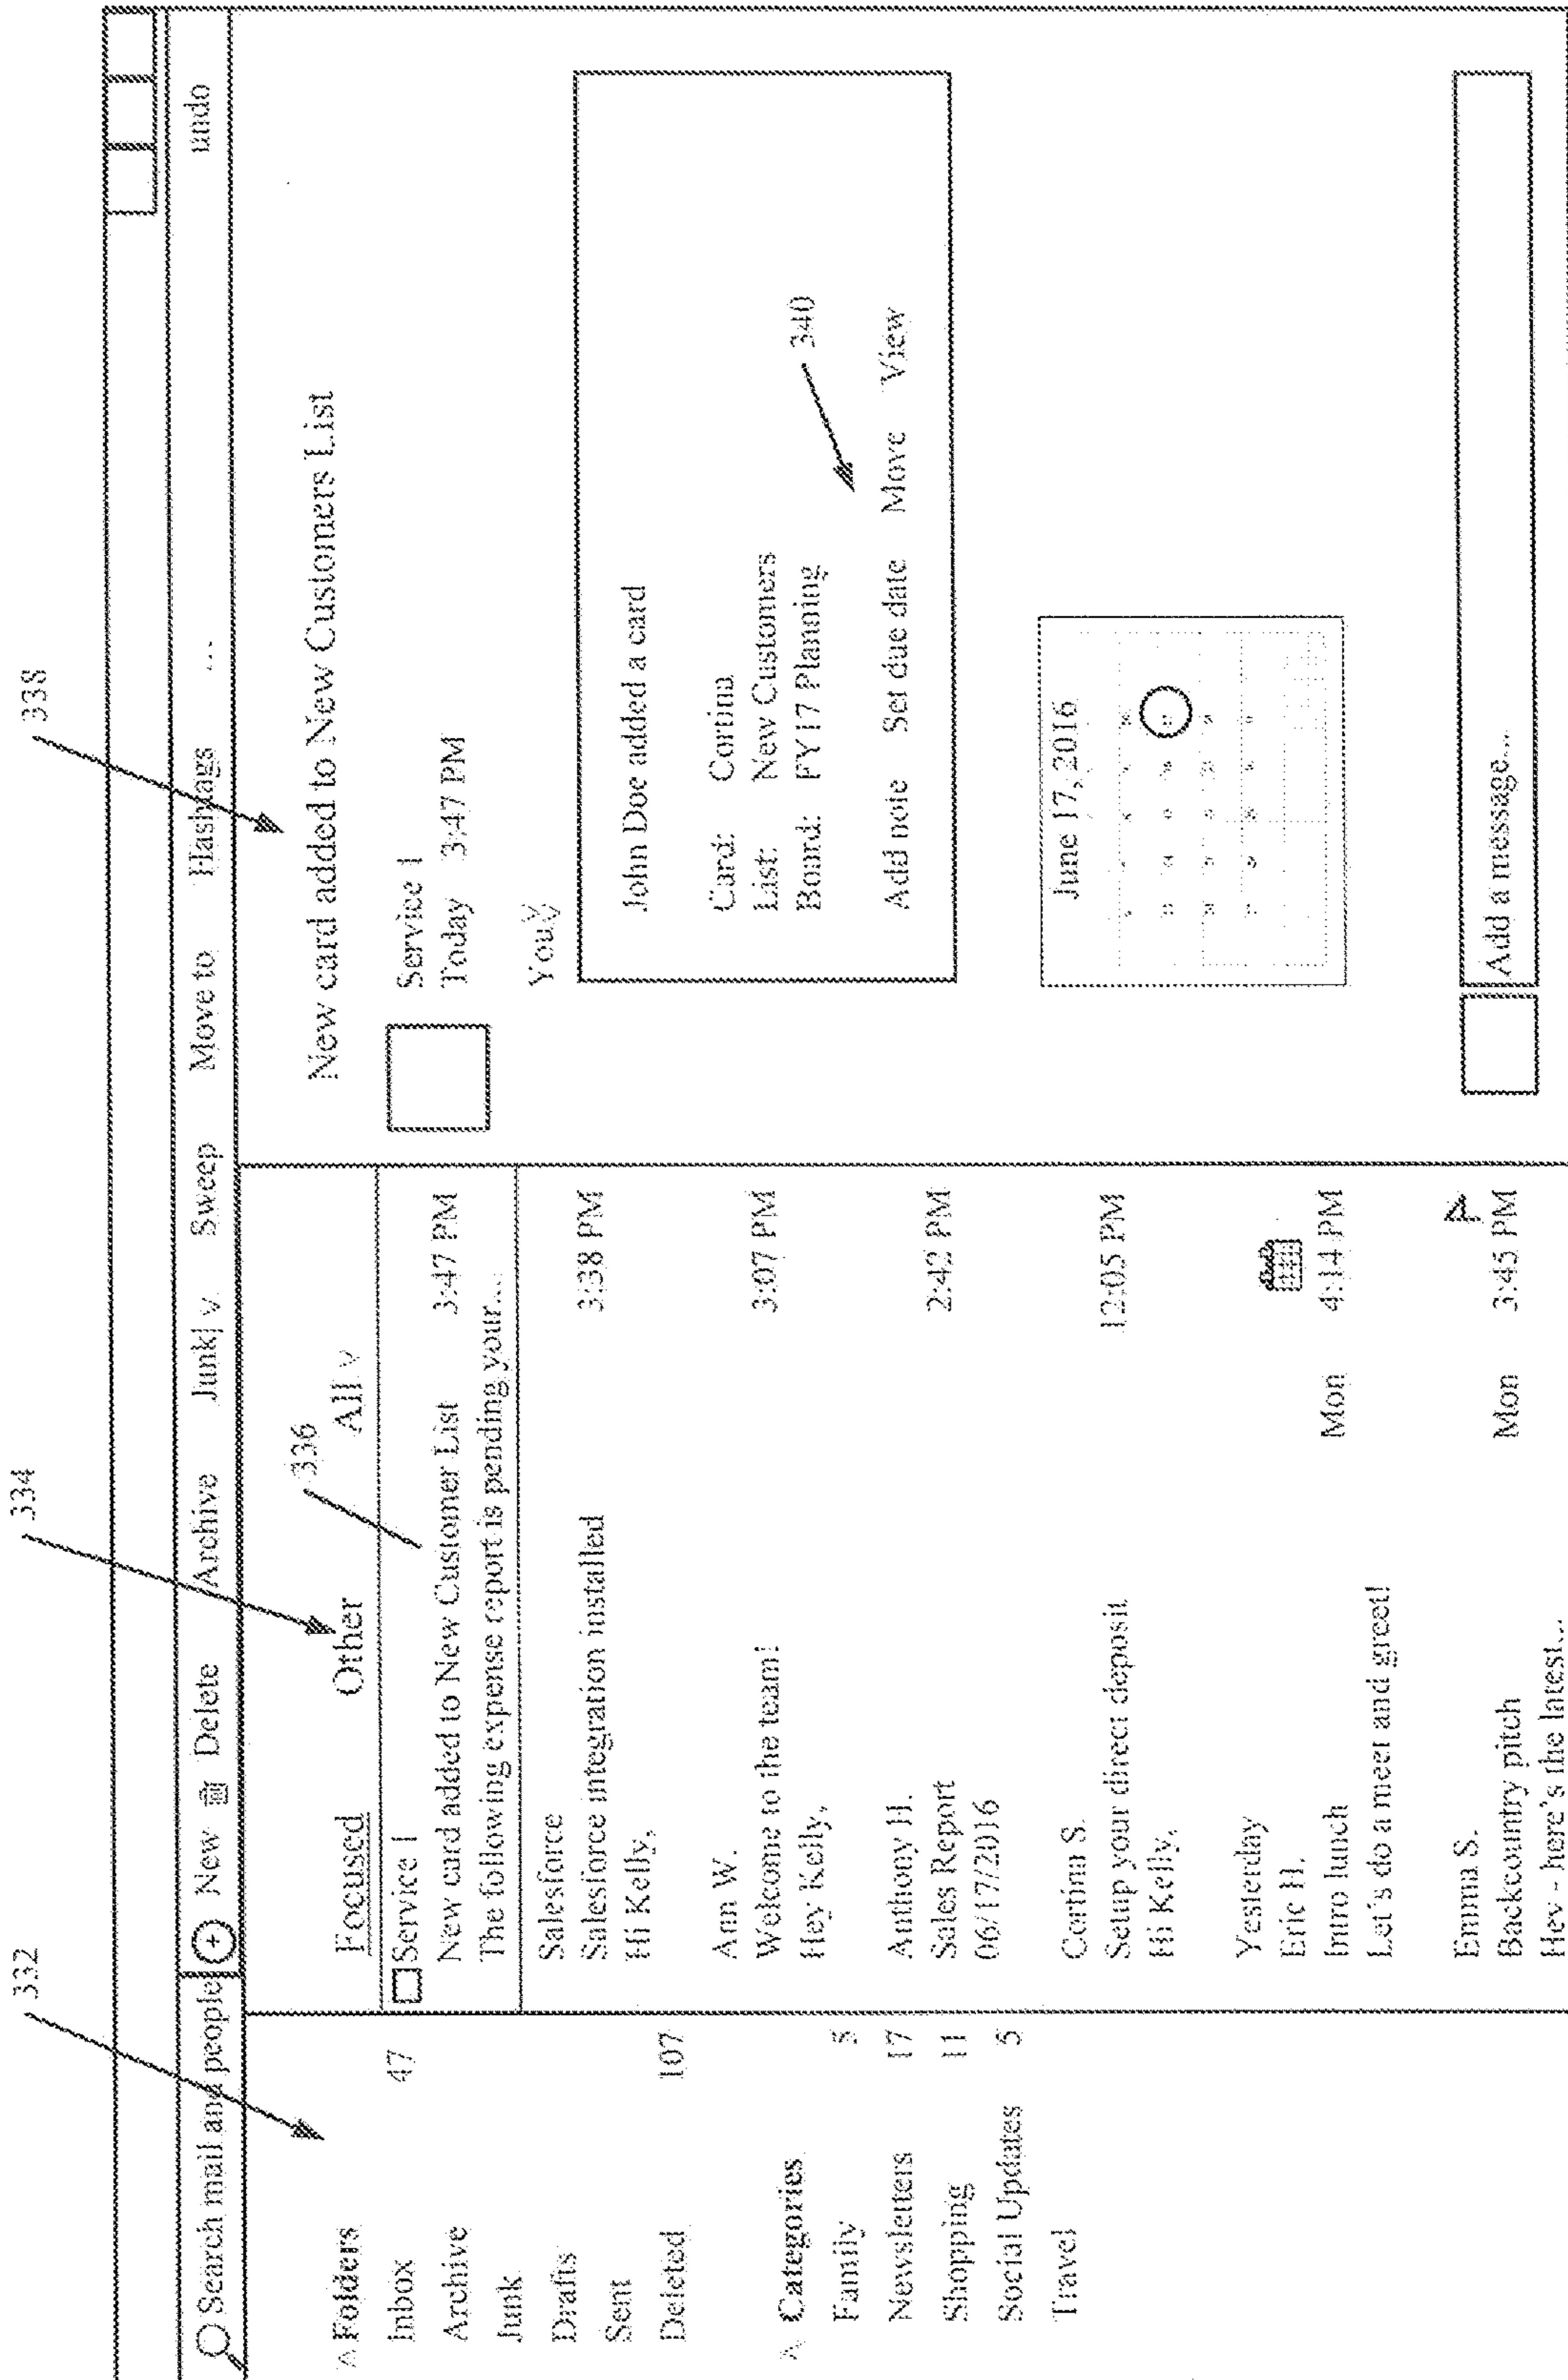 332
334
338
Search mail and people
New Delete Archive Junk| v Sweep Move to Hashtags ... undo
Folders
Inbox 47
Archive
Junk
Drafts
Sent
Deleted 107
Categories
Family 5
Newsletters 17
Shopping 11
Social Updates 5
Travel
Focused Other All v
336
Service 1
New card added to New Customer List 3:47 PM
The following expense report is pending your...
Salesforce
Salesforce integration installed 3:38 PM
Hi Kelly,
Ann W.
Welcome to the team! 3:07 PM
Hey Kelly,
Anthony H.
Sales Report 2:42 PM
06/17/2016
Cortina S.
Setup your direct deposit 12:05 PM
Hi Kelly,
Yesterday
Eric H.
Intro lunch Mon 4:14 PM
Let's do a meet and greet!
Emma S.
Backcountry pitch Mon 3:45 PM
Hey - here's the latest...
New card added to New Customers List
Service 1
Today 3:47 PM
You
John Doe added a card
Card: Cortina
List: New Customers
Board: FY17 Planning
340
Add note Set due date Move View
June 17, 2016
Add a message...